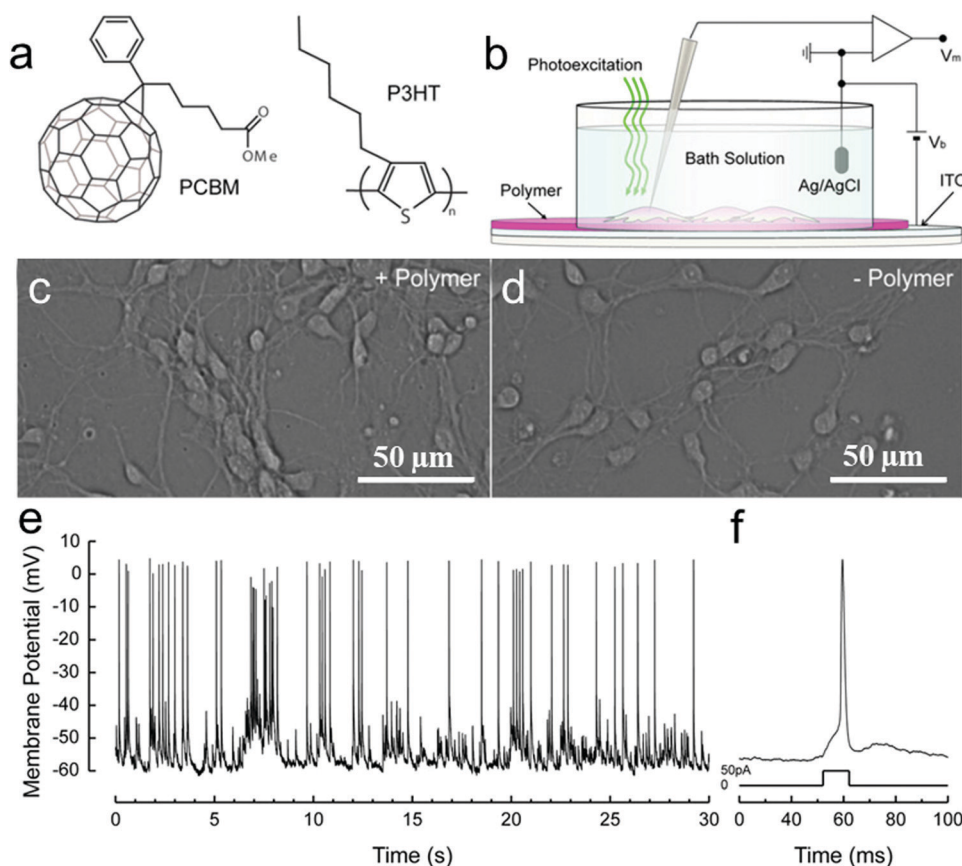 a
PCBM
OMe
O
P3HT
S
n
b
Photoexcitation
Vm
Vb
Bath Solution
Ag/AgCl
ITO
Polymer
c
+ Polymer
50 µm
d
- Polymer
50 µm
e
Membrane Potential (mV)
10
0
-10
-20
-30
-40
-50
-60
0 5 10 15 20 25 30
Time (s)
f
50pA
0
0 20 40 60 80 100
Time (ms)